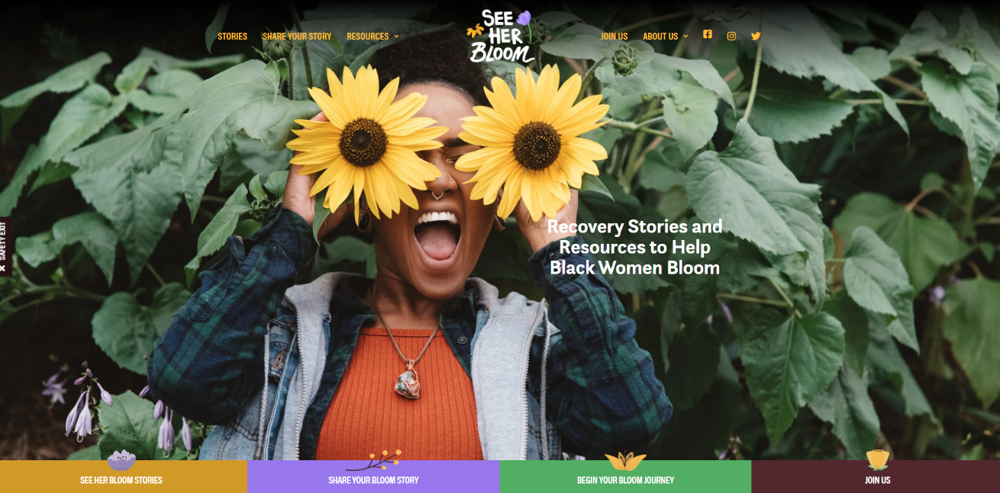 STORIES SHARE YOUR STORY RESOURCES
SEE
HER
BLOOM
JOIN US ABOUT US
SAFETY EXIT
Recovery Stories and
Resources to Help
Black Women Bloom
SEE HER BLOOM STORIES
SHARE YOUR BLOOM STORY
BEGIN YOUR BLOOM JOURNEY
JOIN US